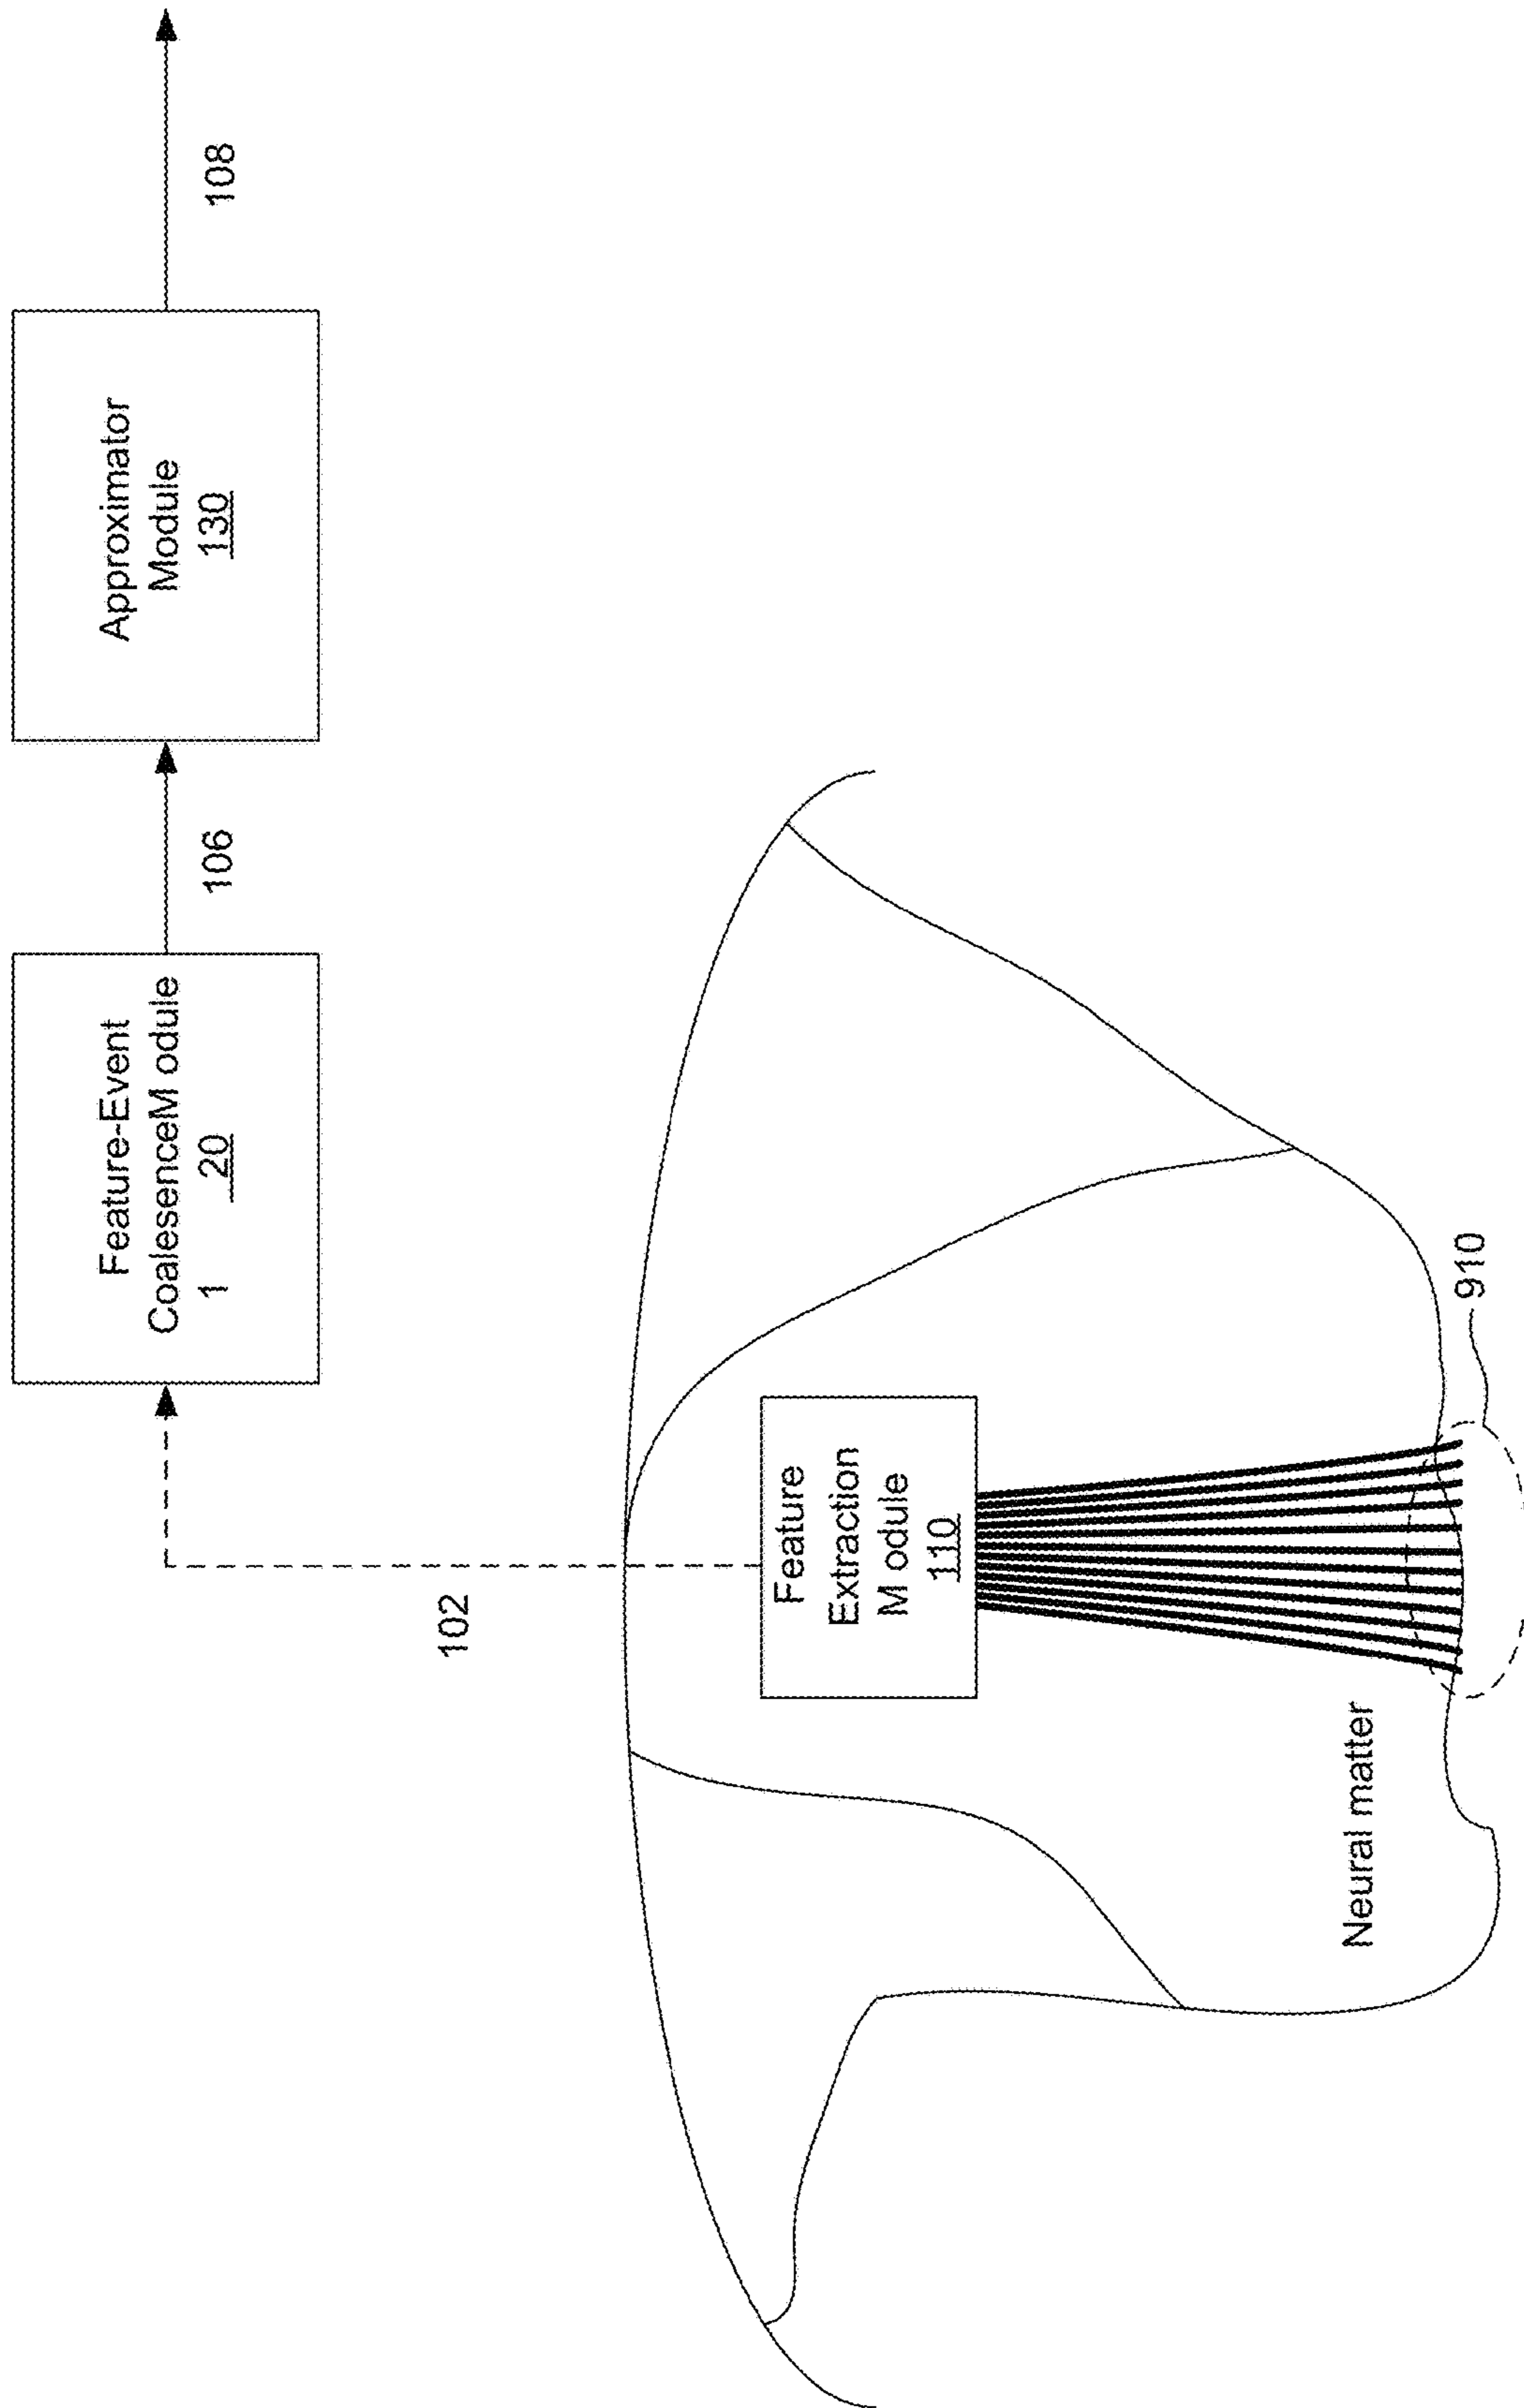 Feature-Event
CoalesenceM odule
1 20
106
Approximator
Module
130
108
102
Feature
Extraction
M odule
110
Neural matter
910